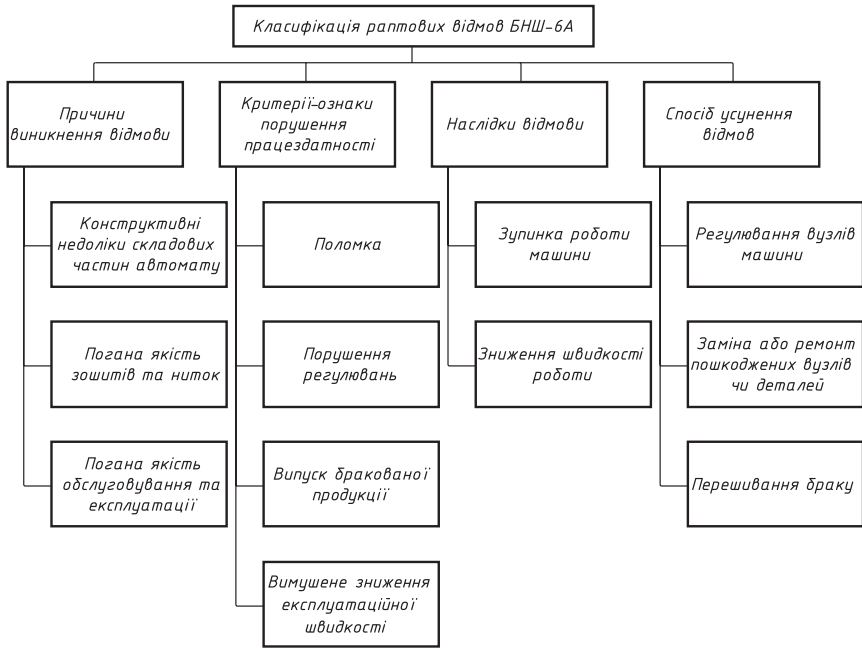 Класифікація раптових відмов БНШ-6А
Причини
виникнення відмови
Критерії-ознаки
порушення
працездатності
Наслідки відмови
Спосіб усунення
відмов
Конструктивні
недоліки складових
частин автомату
Поломка
Зупинка роботи
машини
Регулювання вузлів
машини
Погана якість
зошитів та ниток
Порушення
регулювань
Зниження швидкості
роботи
Заміна або ремонт
пошкоджених вузлів
чи деталей
Погана якість
обслуговування та
експлуатації
Випуск бракованої
продукції
Перешивання браку
Вимушене зниження
експлуатаційної
швидкості